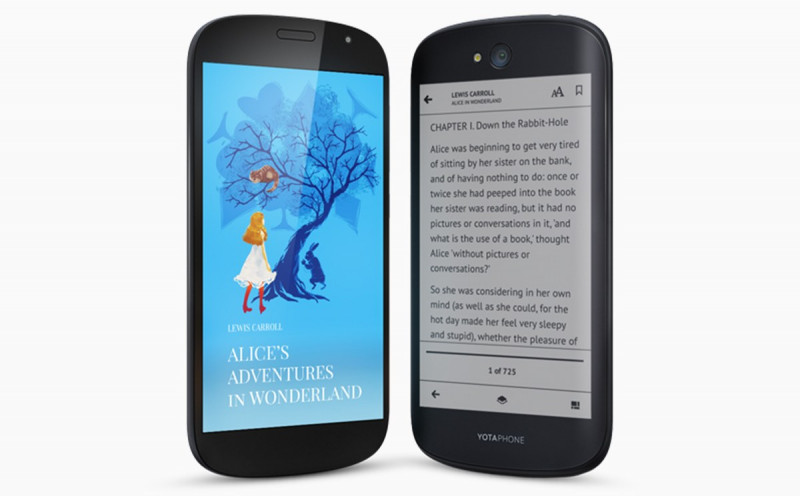 LEWIS CARROLL
ALICE'S
ADVENTURES
IN WONDERLAND
LEWIS CARROLL
ALICE IN WONDERLAND
AA
CHAPTER I. Down the Rabbit-Hole
Alice was beginning to get very tired
of sitting by her sister on the bank,
and of having nothing to do: once or
twice she had peeped into the book
her sister was reading, but it had no
pictures or conversations in it, 'and
what is the use of a book,' thought
Alice 'without pictures or
conversations?'
So she was considering in her own
mind (as well as she could, for the
hot day made her feel very sleepy
and stupid), whether the pleasure of
1 of 725
YOTAPHONE